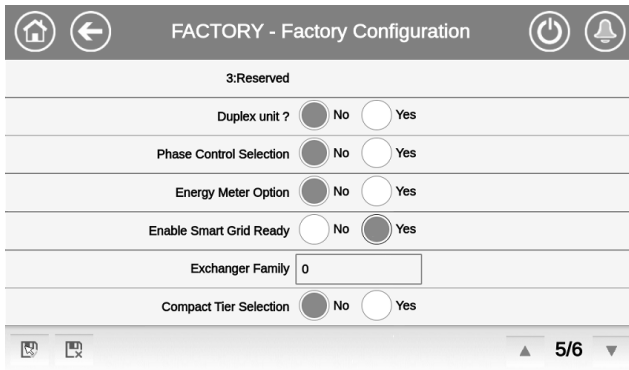 FACTORY - Factory Configuration
3:Reserved
Duplex unit ? No Yes
Phase Control Selection No Yes
Energy Meter Option No Yes
Enable Smart Grid Ready No Yes
Exchanger Family 0
Compact Tier Selection No Yes
5/6